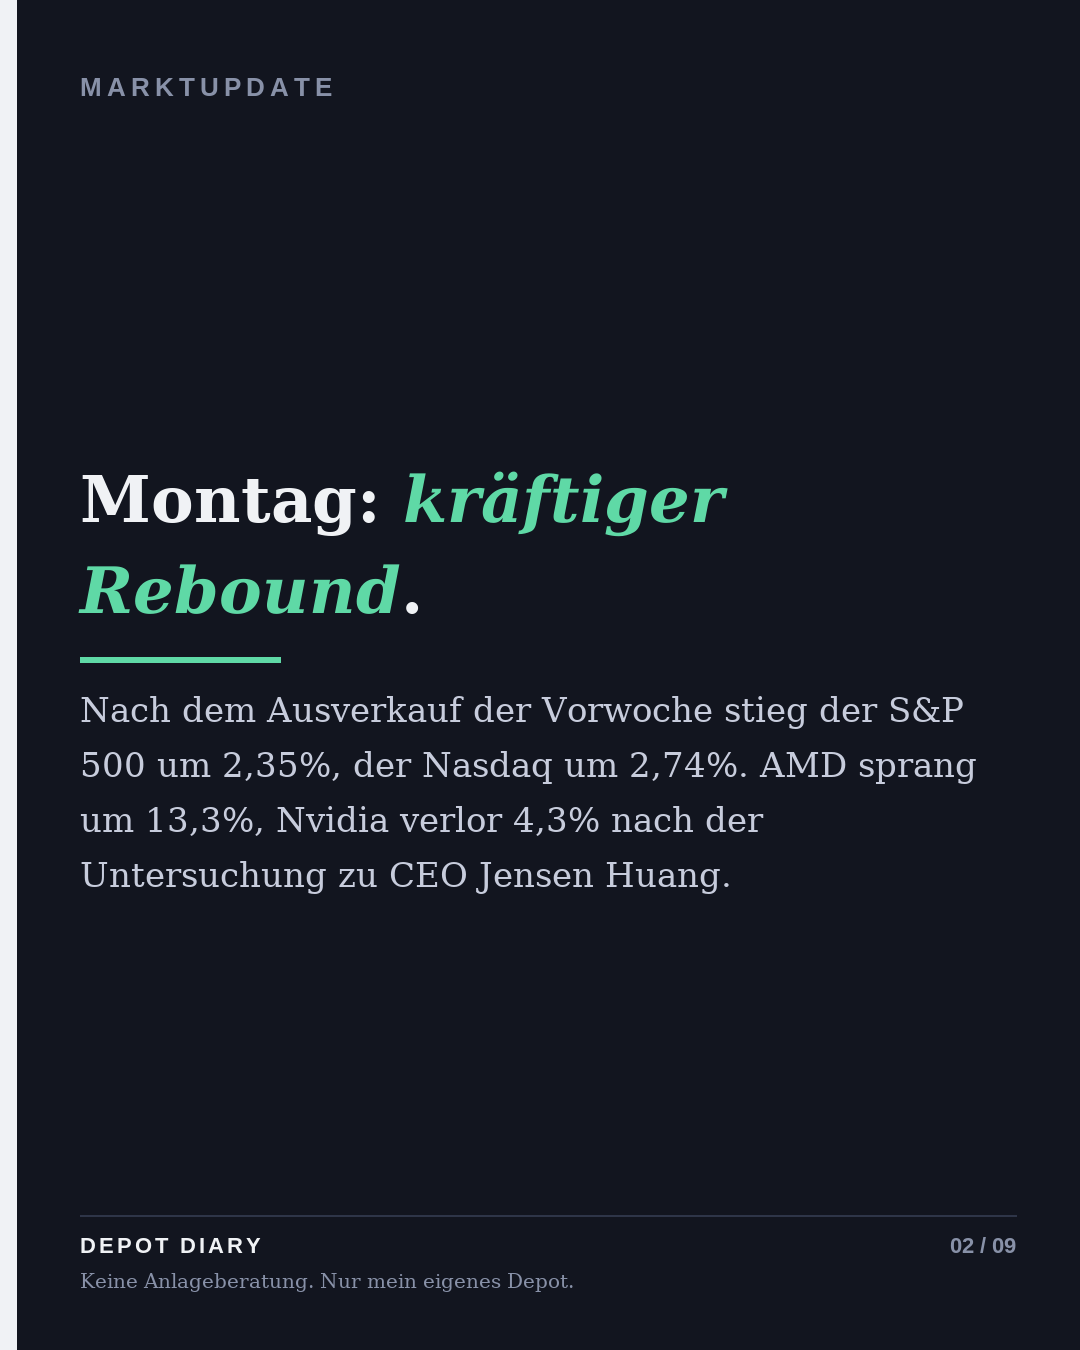 MARKTUPDATE
Montag: kräftiger
Rebound.
Nach dem Ausverkauf der Vorwoche stieg der S&P
500 um 2,35%, der Nasdaq um 2,74%. AMD sprang
um 13,3%, Nvidia verlor 4,3% nach der
Untersuchung zu CEO Jensen Huang.
DEPOT DIARY
02 / 09
Keine Anlageberatung. Nur mein eigenes Depot.